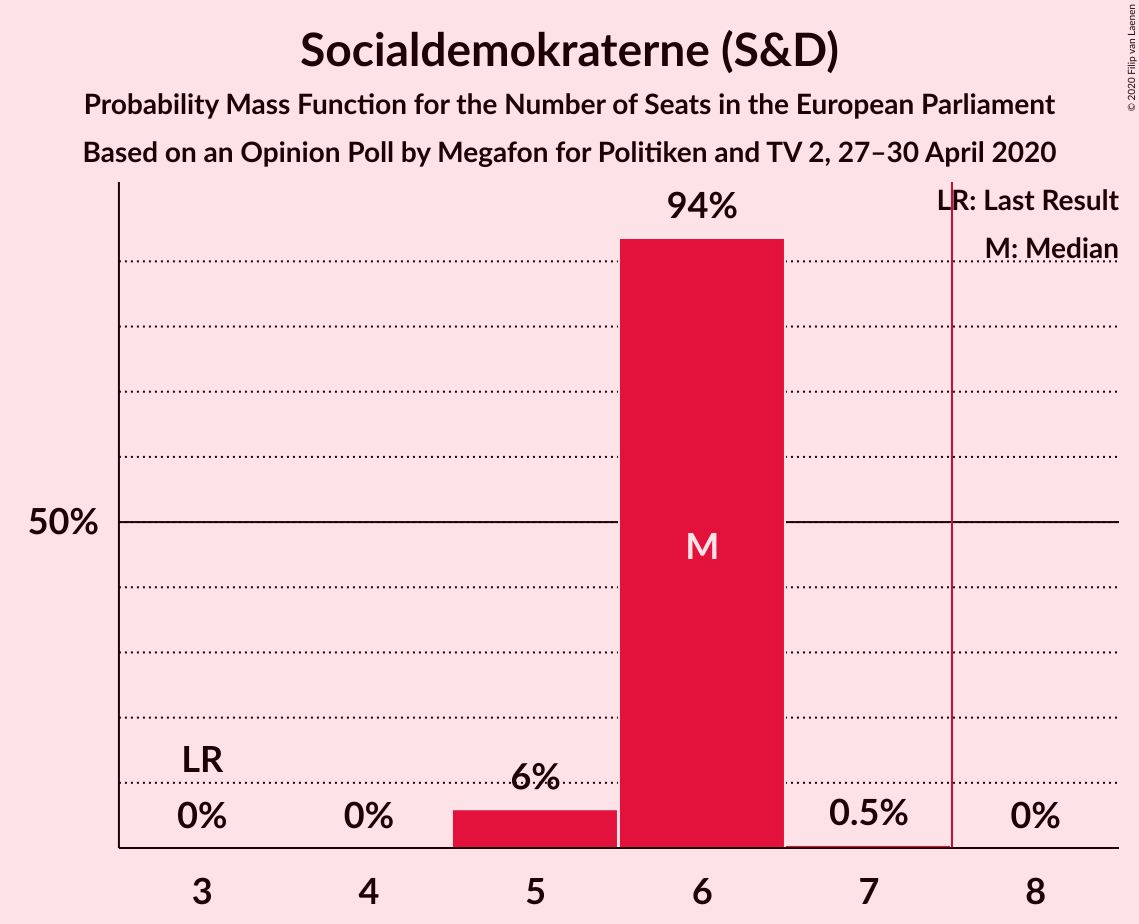 Socialdemokraterne (S&D)
Probability Mass Function for the Number of Seats in the European Parliament
Based on an Opinion Poll by Megafon for Politiken and TV 2, 27–30 April 2020
© 2020 Filip van Laenen
LR: Last Result
M: Median
94%
50%
M
LR
0%
0%
6%
0.5%
0%
3 4 5 6 7 8